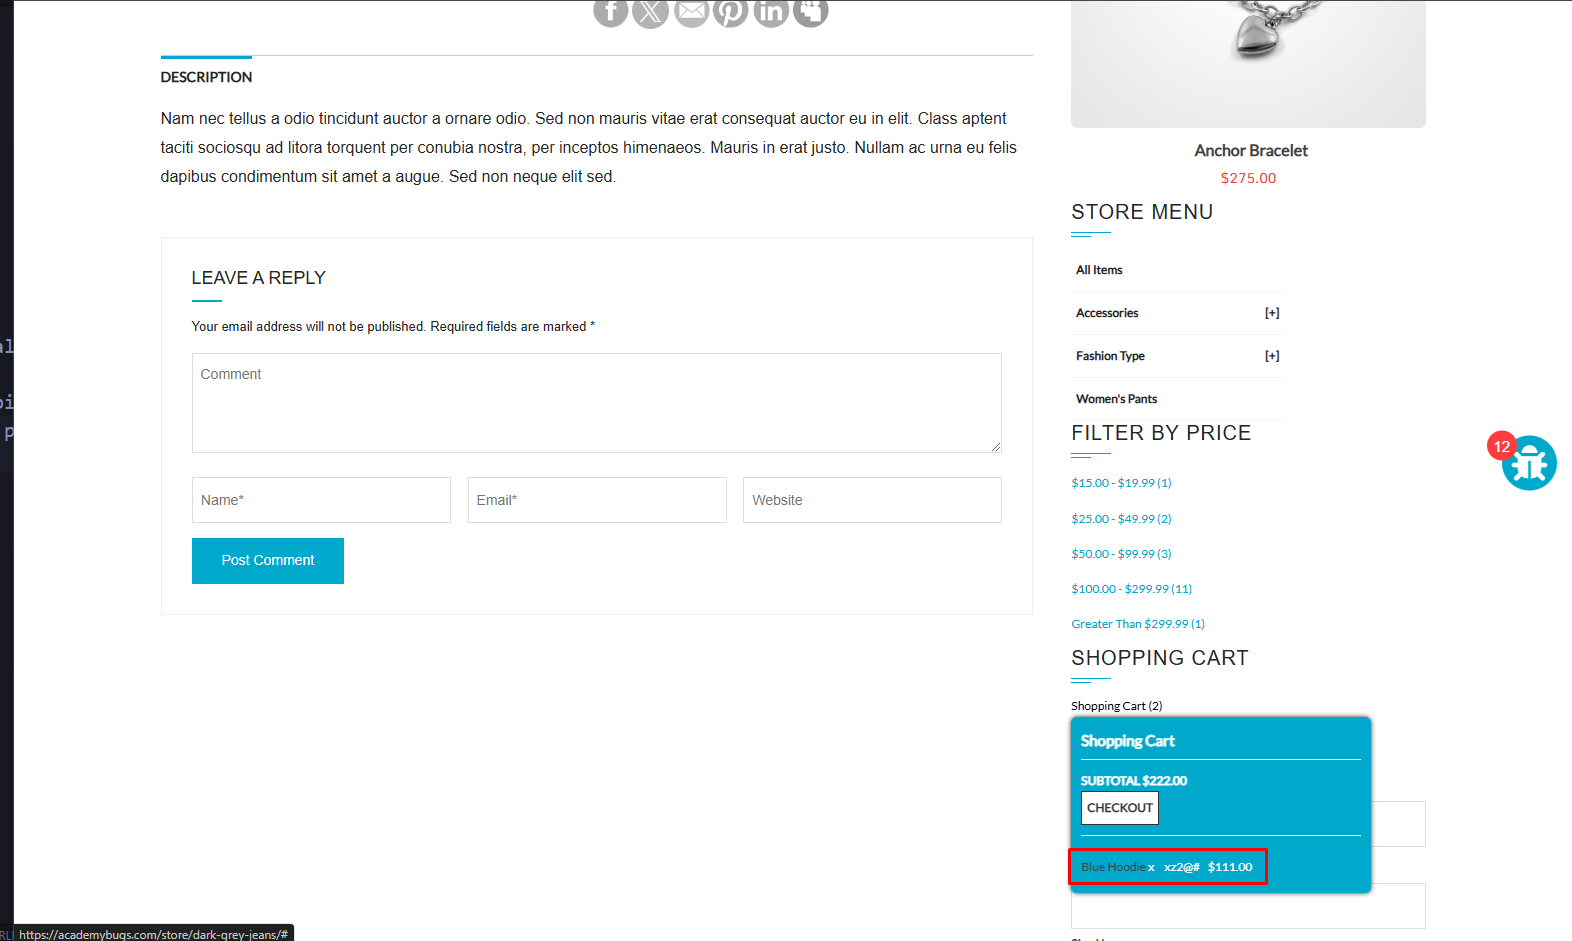 DESCRIPTION
Nam nec tellus a odio tincidunt auctor a ornare odio. Sed non mauris vitae erat consequat auctor eu in elit. Class aptent
taciti sociosqu ad litora torquent per conubia nostra, per inceptos himenaeos. Mauris in erat justo. Nullam ac urna eu felis
dapibus condimentum sit amet a augue. Sed non neque elit sed.
LEAVE A REPLY
Your email address will not be published. Required fields are marked *
Comment
Name*
Email*
Website
Post Comment
Anchor Bracelet
$275.00
STORE MENU
All Items
Accessories [+]
Fashion Type [+]
Women's Pants
FILTER BY PRICE
$15.00 - $19.99 (1)
$25.00 - $49.99 (2)
$50.00 - $99.99 (3)
$100.00 - $299.99 (11)
Greater Than $299.99 (1)
SHOPPING CART
Shopping Cart (2)
Shopping Cart
SUBTOTAL $222.00
CHECKOUT
Blue Hoodie x xz2@# $111.00
12
https://academybugs.com/store/dark-grey-jeans/#